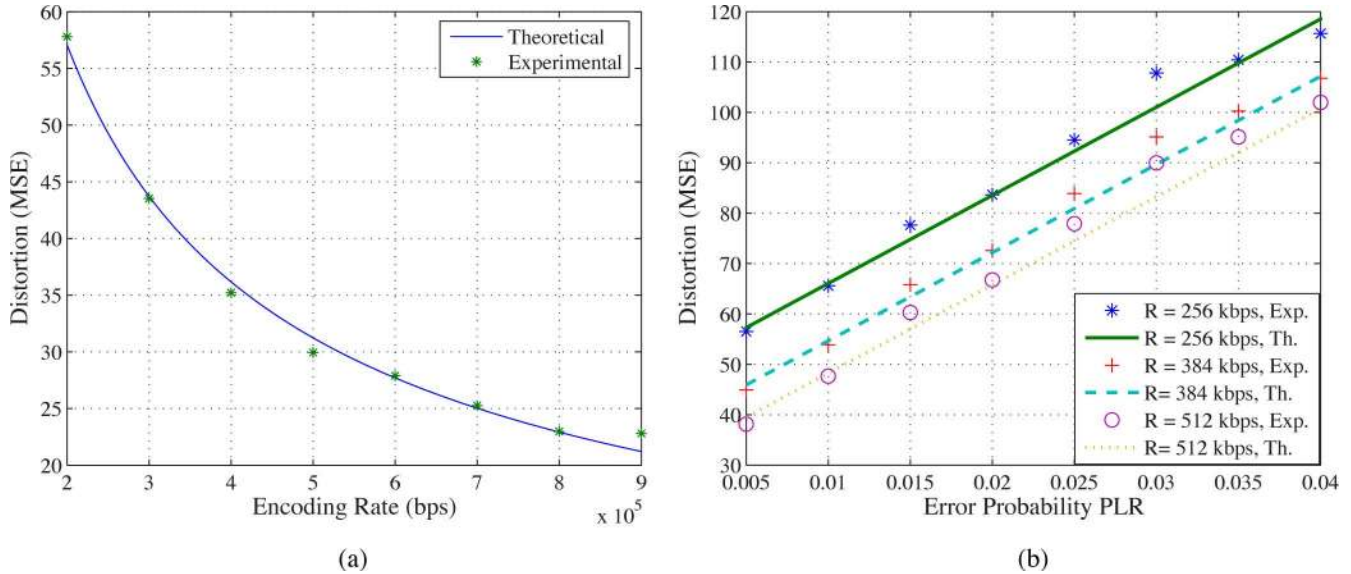 60
55
50
45
40
35
30
25
20
2 3 4 5 6 7 8 9
x 10^5
Distortion (MSE)
Encoding Rate (bps)
Theoretical
Experimental
(a)
120
110
100
90
80
70
60
50
40
30
0.005 0.01 0.015 0.02 0.025 0.03 0.035 0.04
Distortion (MSE)
Error Probability PLR
R = 256 kbps, Exp.
R = 256 kbps, Th.
R = 384 kbps, Exp.
R= 384 kbps, Th.
R = 512 kbps, Exp.
R= 512 kbps, Th.
(b)